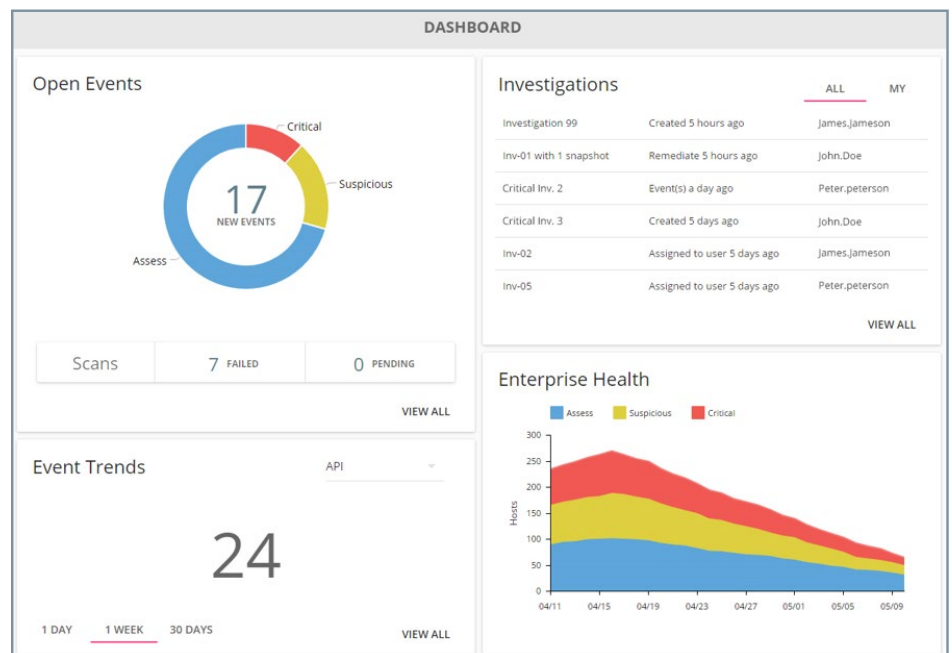 DASHBOARD
Open Events
Critical
Suspicious
Assess
17
NEW EVENTS
Scans 7 FAILED 0 PENDING
VIEW ALL
Event Trends API
24
1 DAY 1 WEEK 30 DAYS
VIEW ALL
Investigations ALL MY
Investigation 99 Created 5 hours ago James.Jameson
Inv-01 with 1 snapshot Remediate 5 hours ago John.Doe
Critical Inv. 2 Event(s) a day ago Peter.peterson
Critical Inv. 3 Created 5 days ago John.Doe
Inv-02 Assigned to user 5 days ago James.Jameson
Inv-05 Assigned to user 5 days ago Peter.peterson
VIEW ALL
Enterprise Health
Assess Suspicious Critical
300
250
200
150
100
50
0
Hosts
04/11 04/15 04/19 04/23 04/27 05/01 05/05 05/09